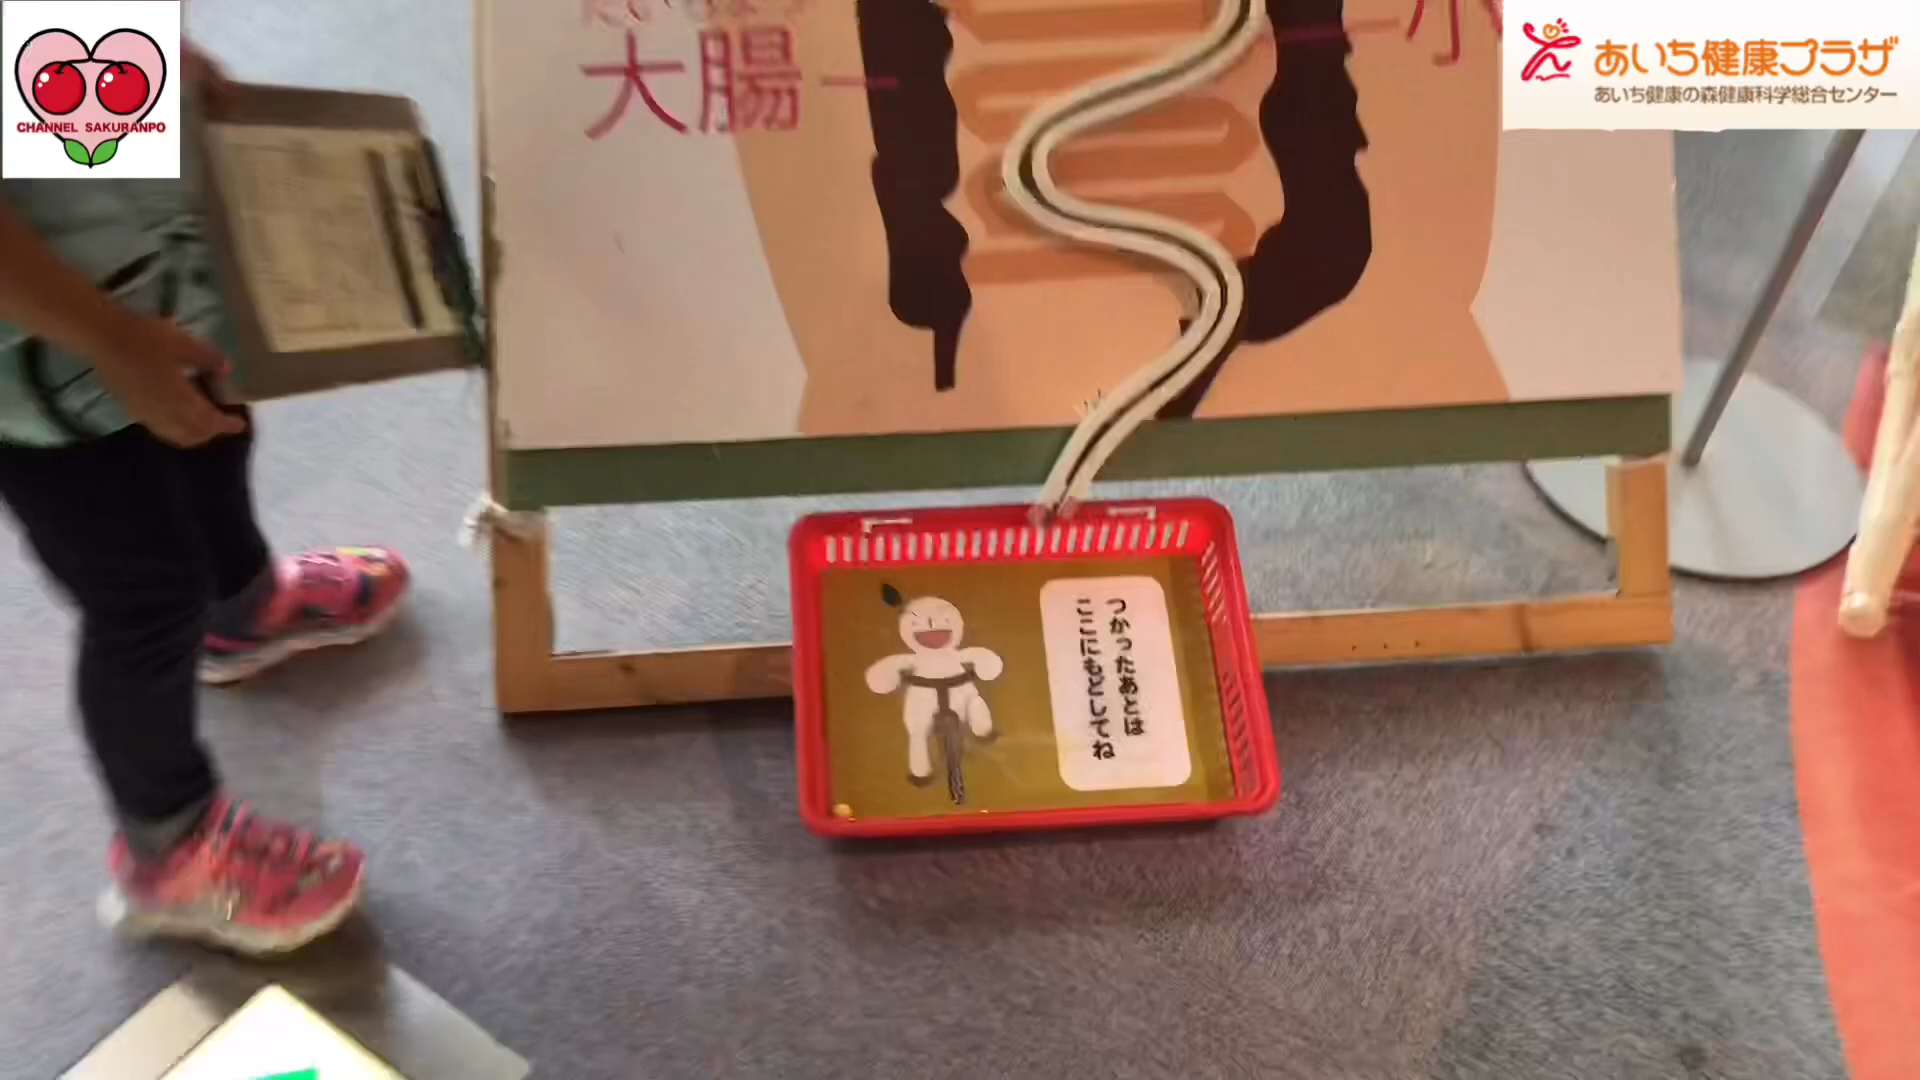 CHANNEL SAKURANPO
大腸
小
あいち健康プラザ
あいち健康の森健康科学総合センター
つかったあとは
ここにもどしてね